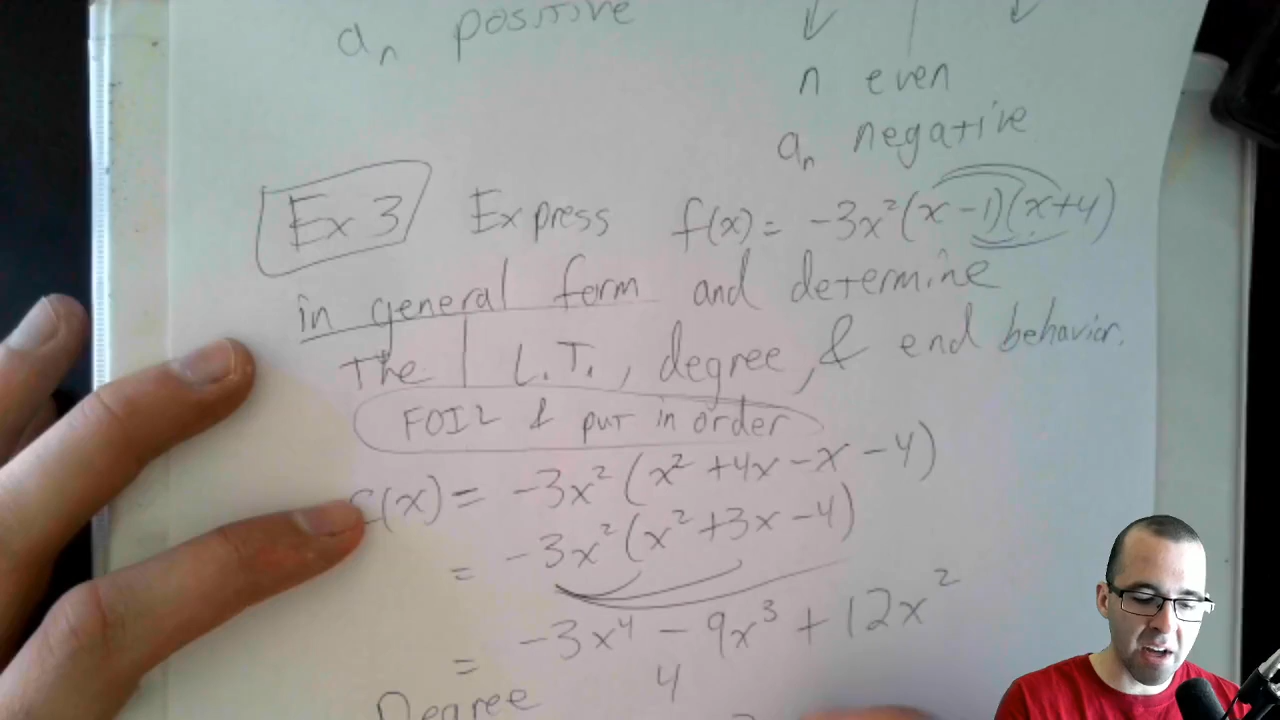 aₙ positive
n even
aₙ negative
Ex 3 Express f(x) = -3x²(x-1)(x+4)
in general form and determine
the L.T., degree, & end behavior.
FOIL & put in order
f(x) = -3x²(x²+4x-x-4)
= -3x²(x²+3x-4)
= -3x⁴ - 9x³ + 12x²
Degree 4